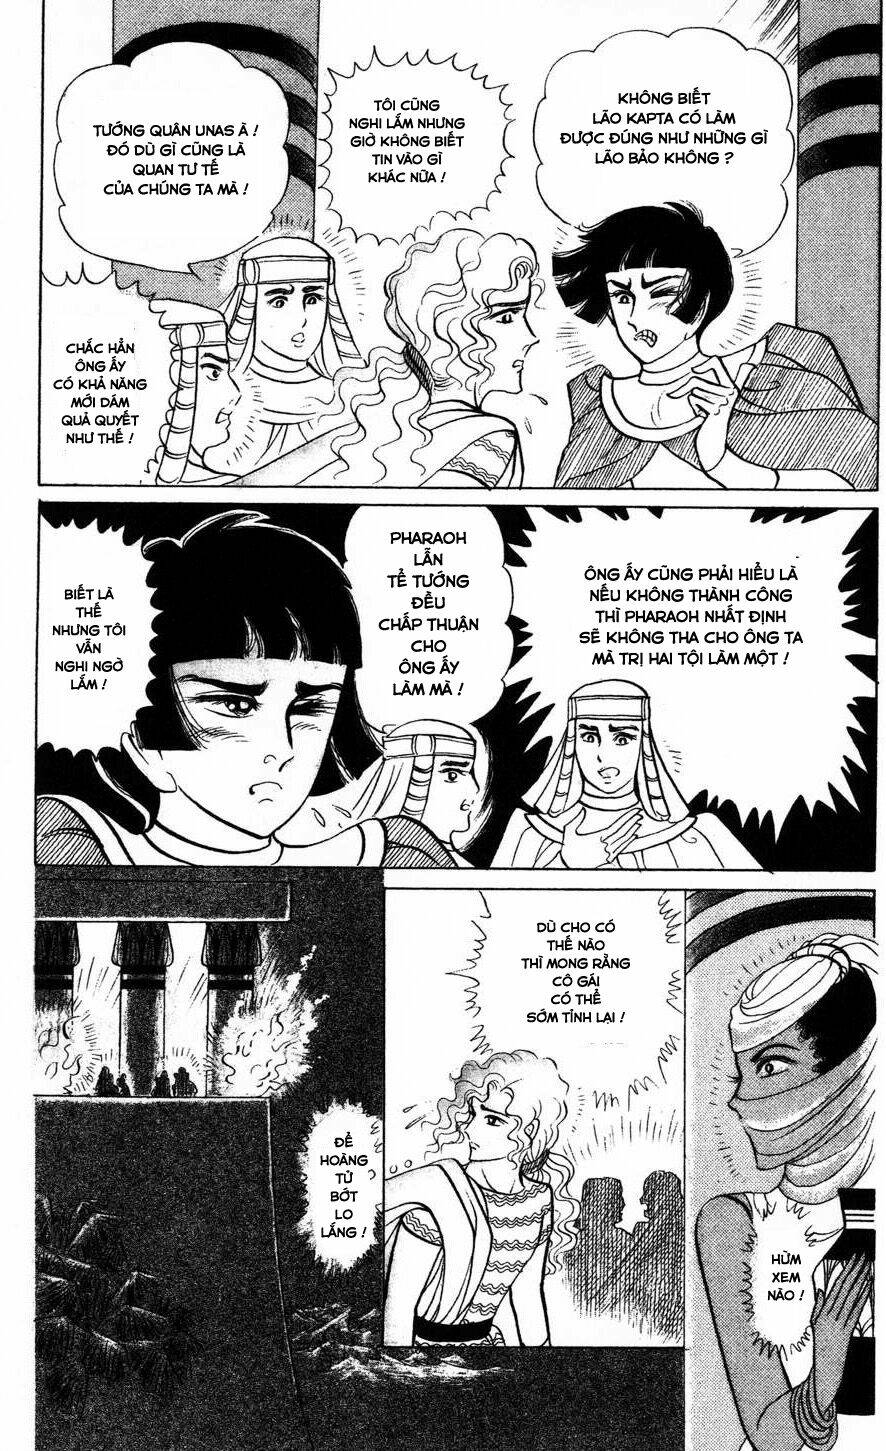 KHÔNG BIẾT
LÃO KAPTA CÓ LÀM
ĐƯỢC ĐÚNG NHƯ NHỮNG GÌ
LÃO BẢO KHÔNG ?
TÔI CŨNG
NGHI LẮM NHƯNG
GIỜ KHÔNG BIẾT
TIN VÀO GÌ
KHÁC NỮA !
TƯỚNG QUÂN UNAS À !
ĐÓ DÙ GÌ CŨNG LÀ
QUAN TƯ TẾ
CỦA CHÚNG TA MÀ !
CHẮC HẲN
ÔNG ẤY
CÓ KHẢ NĂNG
MỚI DÁM
QUẢ QUYẾT
NHƯ THẾ !
ÔNG ẤY CŨNG PHẢI HIỂU LÀ
NẾU KHÔNG THÀNH CÔNG
THÌ PHARAOH NHẤT ĐỊNH
SẼ KHÔNG THA CHO ÔNG TA
MÀ TRỊ HAI TỘI LÀM MỘT !
PHARAOH
LẪN
TỂ TƯỚNG
ĐỀU
CHẤP THUẬN
CHO
ÔNG ẤY
LÀM MÀ !
BIẾT LÀ
THẾ
NHƯNG TÔI
VẪN
NGHI NGỜ
LẮM !
DÙ CHO CÓ
THẾ NÀO
THÌ MONG RẰNG
CÔ GÁI
CÓ THỂ
SỚM TỈNH LẠI !
ĐỂ
HOÀNG
TỬ
BỚT
LO
LẮNG !
HỪM
XEM
NÀO !